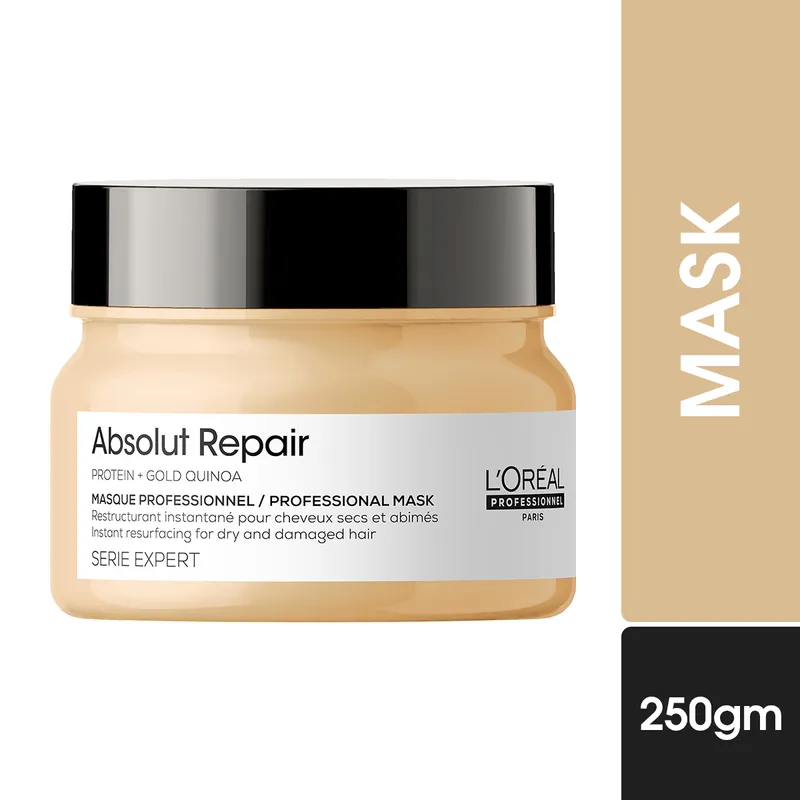 Absolut Repair
PROTEIN + GOLD QUINOA
MASQUE PROFESSIONNEL / PROFESSIONAL MASK
Restructurant instantané pour cheveux secs et abimés
Instant resurfacing for dry and damaged hair
SERIE EXPERT
L'ORÉAL
PROFESSIONNEL
PARIS
MASK
250gm